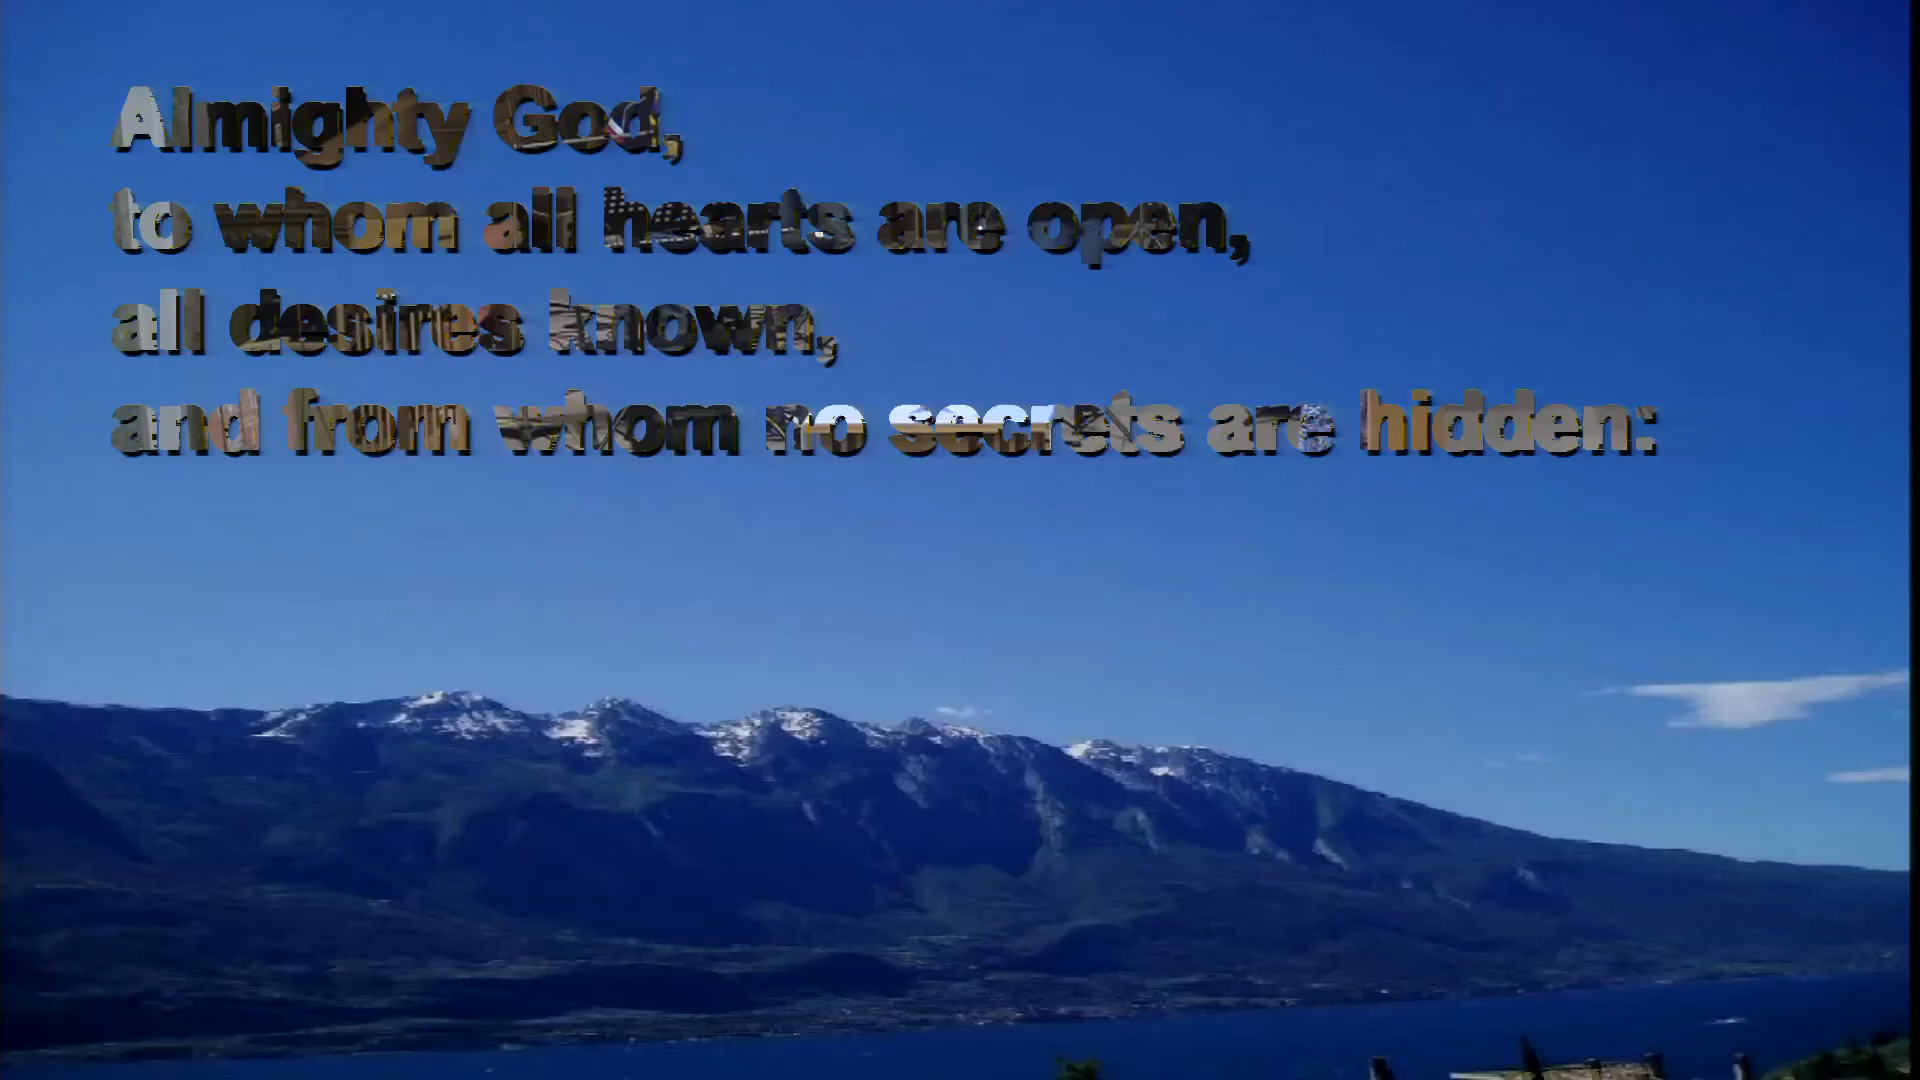 Almighty God,
to whom all hearts are open,
all desires known,
and from whom no secrets are hidden: